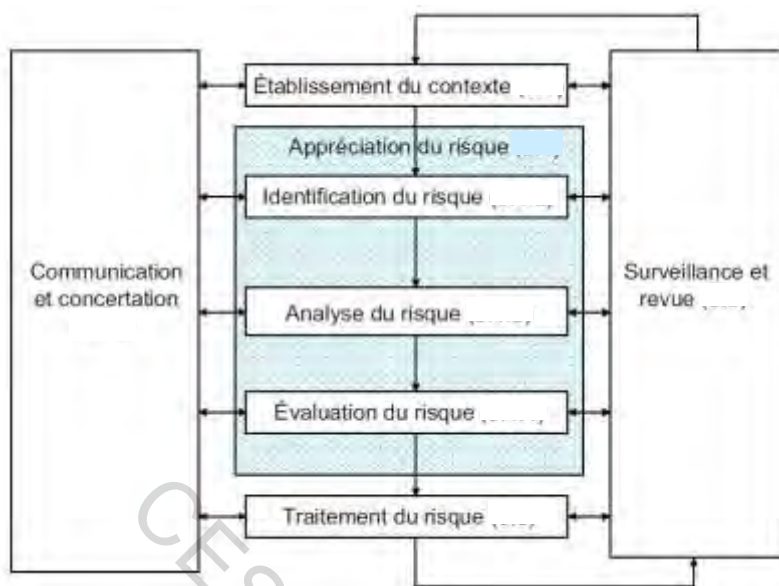 Établissement du contexte
Appréciation du risque
Identification du risque
Communication
et concertation
Surveillance et
revue
Analyse du risque
Évaluation du risque
Traitement du risque